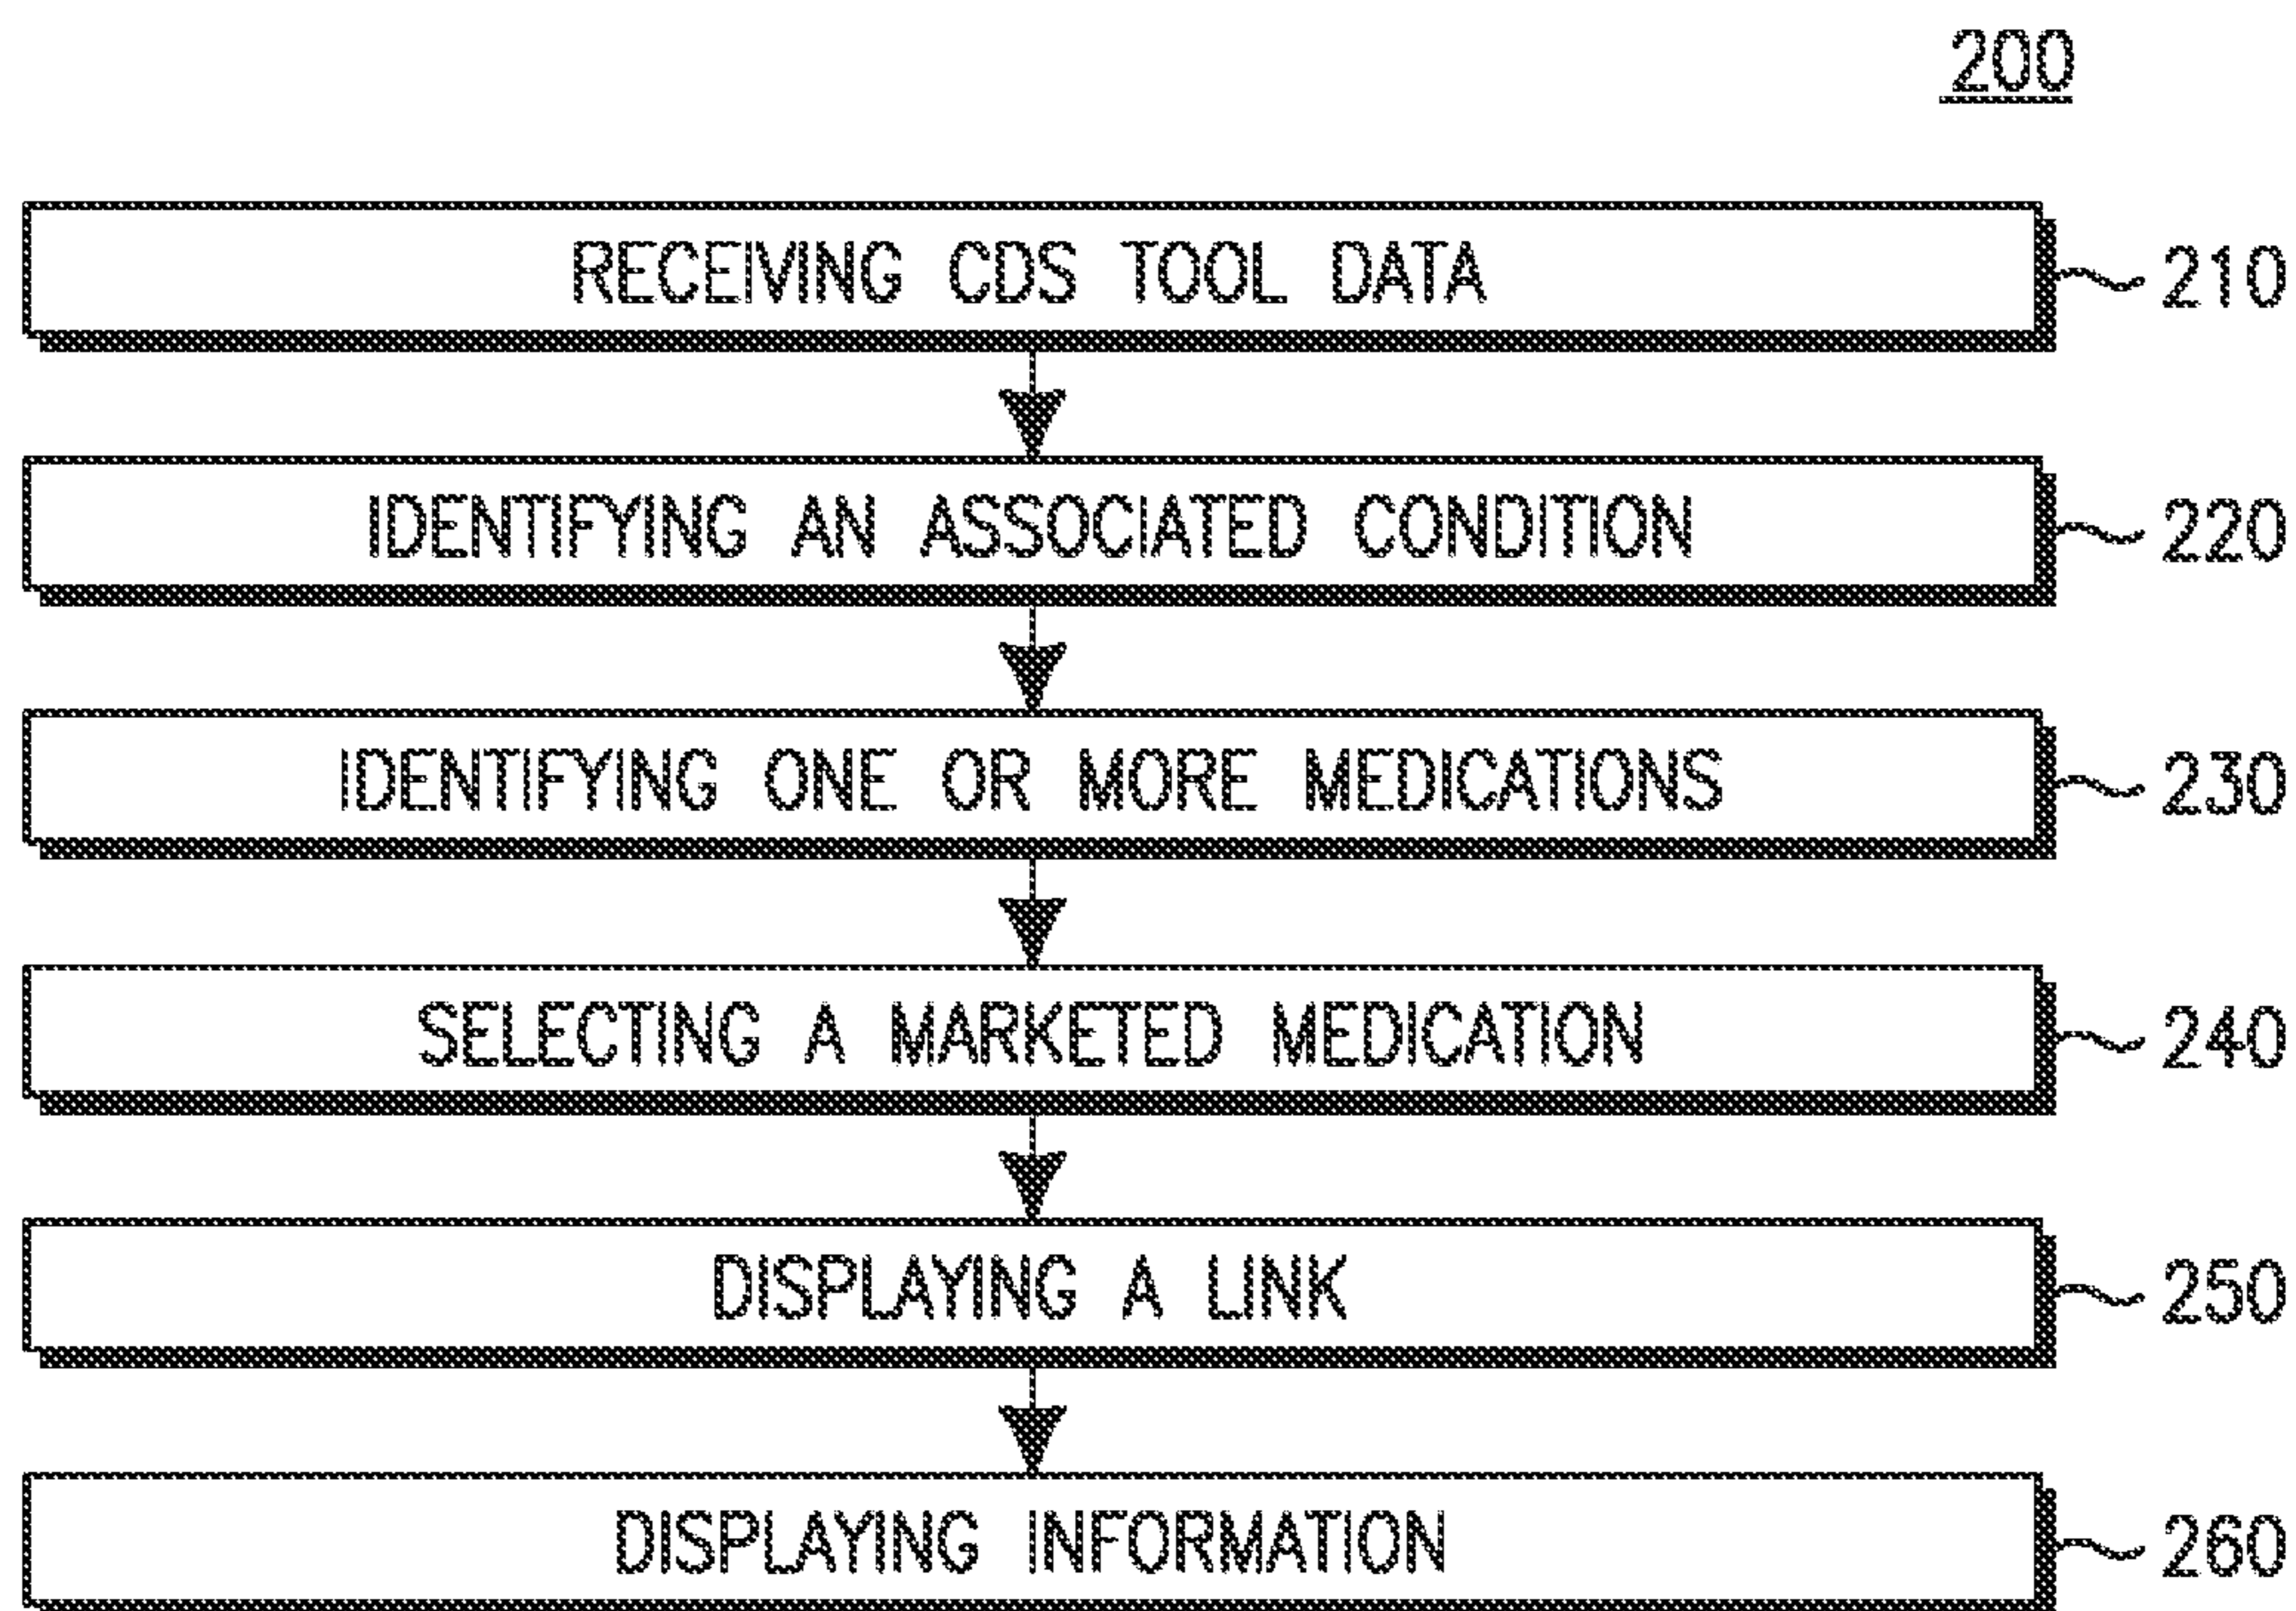 200
RECEIVING CDS TOOL DATA 210
IDENTIFYING AN ASSOCIATED CONDITION 220
IDENTIFYING ONE OR MORE MEDICATIONS 230
SELECTING A MARKETED MEDICATION 240
DISPLAYING A LINK 250
DISPLAYING INFORMATION 260